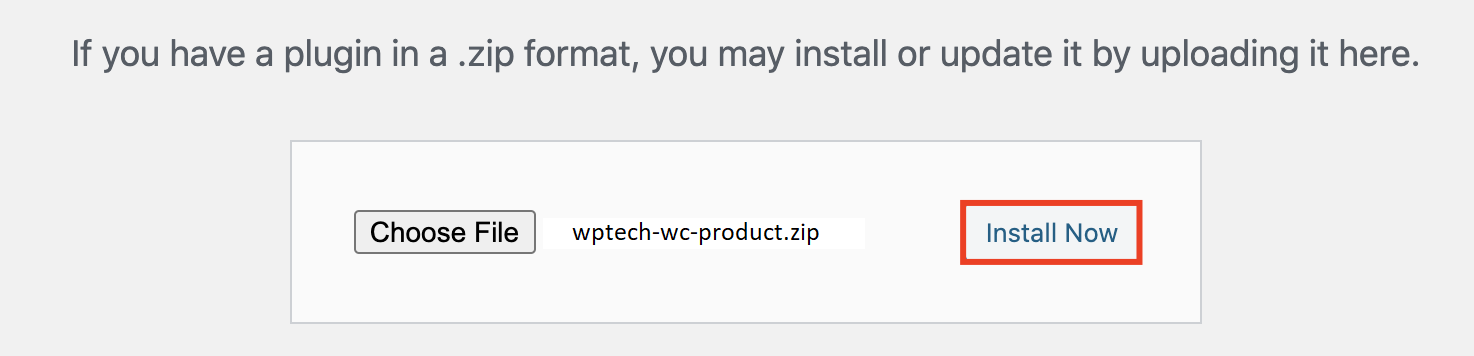 If you have a plugin in a .zip format, you may install or update it by uploading it here.
Choose File wptech-wc-product.zip Install Now